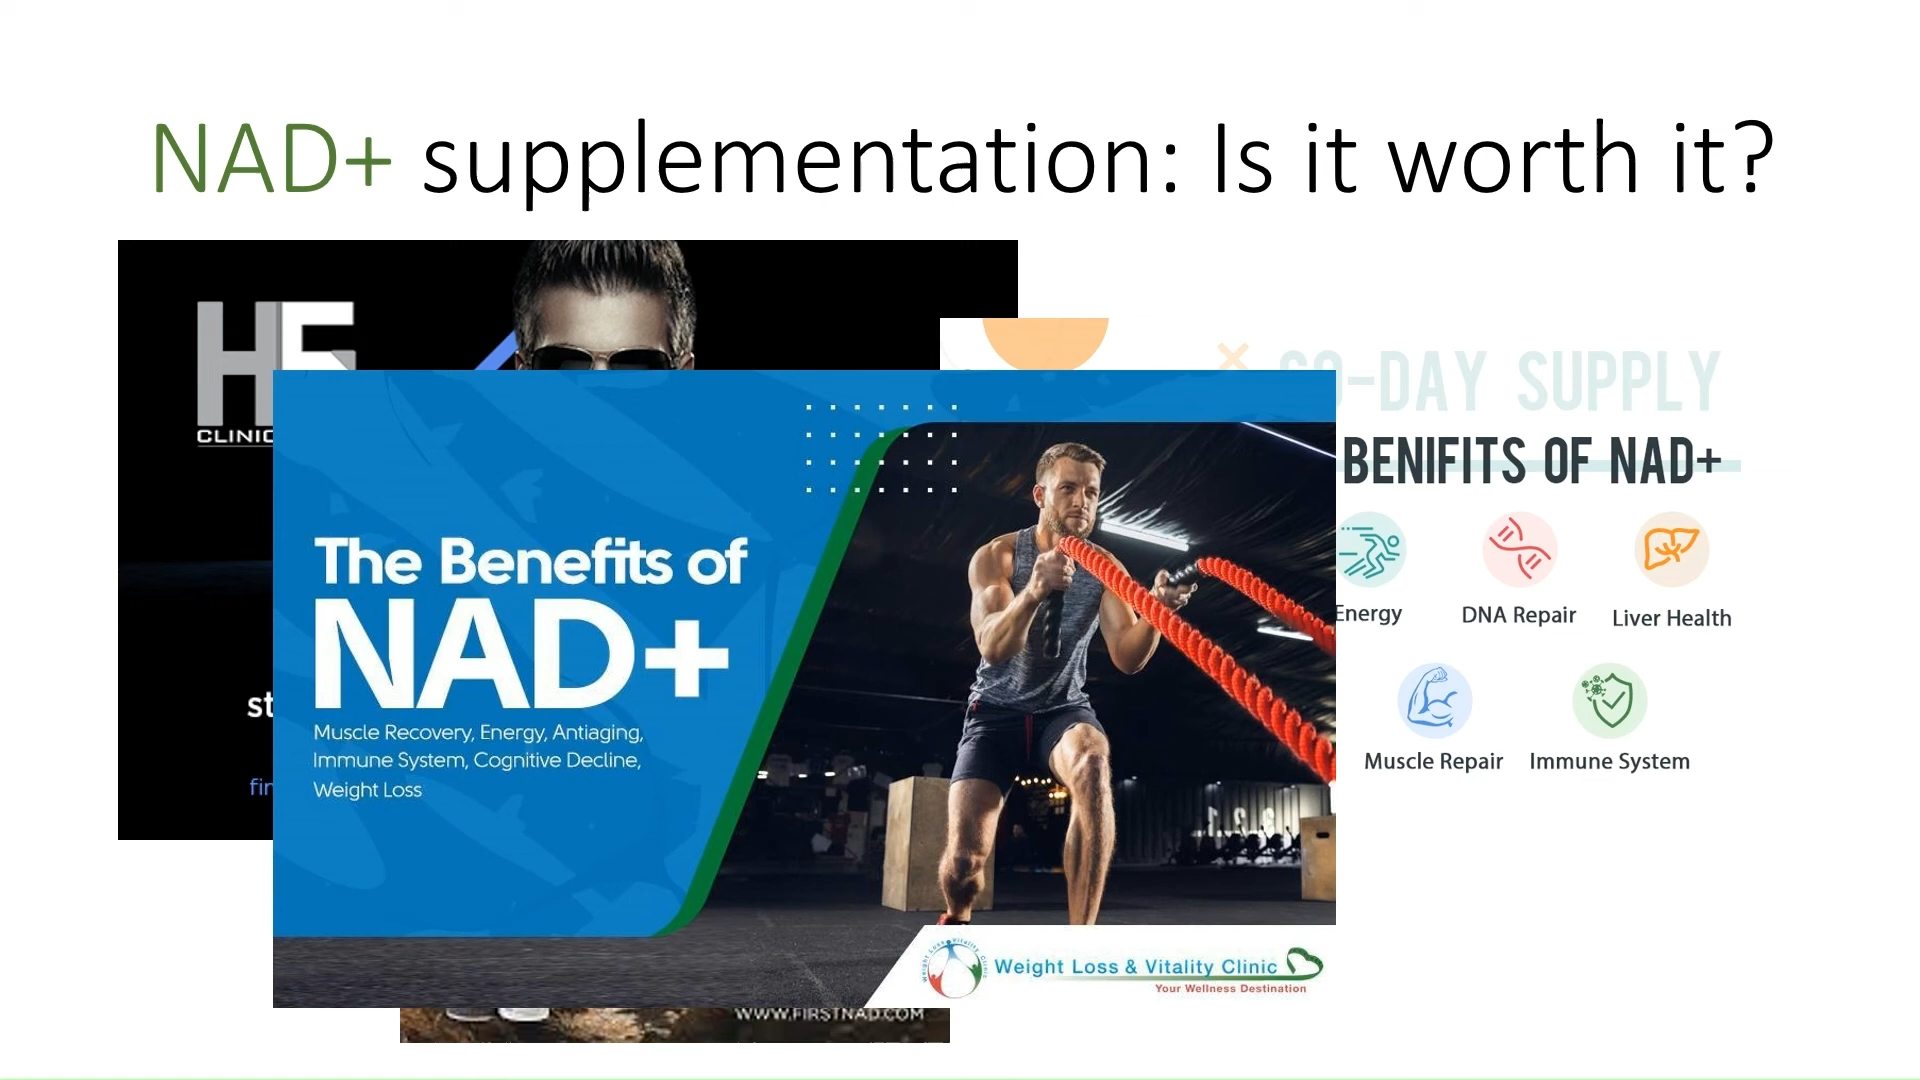 NAD+ supplementation: Is it worth it?
CLINIC
-DAY SUPPLY
BENIFITS OF NAD+
Energy
DNA Repair
Liver Health
Muscle Repair
Immune System
The Benefits of
NAD+
Muscle Recovery, Energy, Antiaging,
Immune System, Cognitive Decline,
Weight Loss
Weight Loss & Vitality Clinic
Your Wellness Destination
WWW.FIRSTNAD.COM